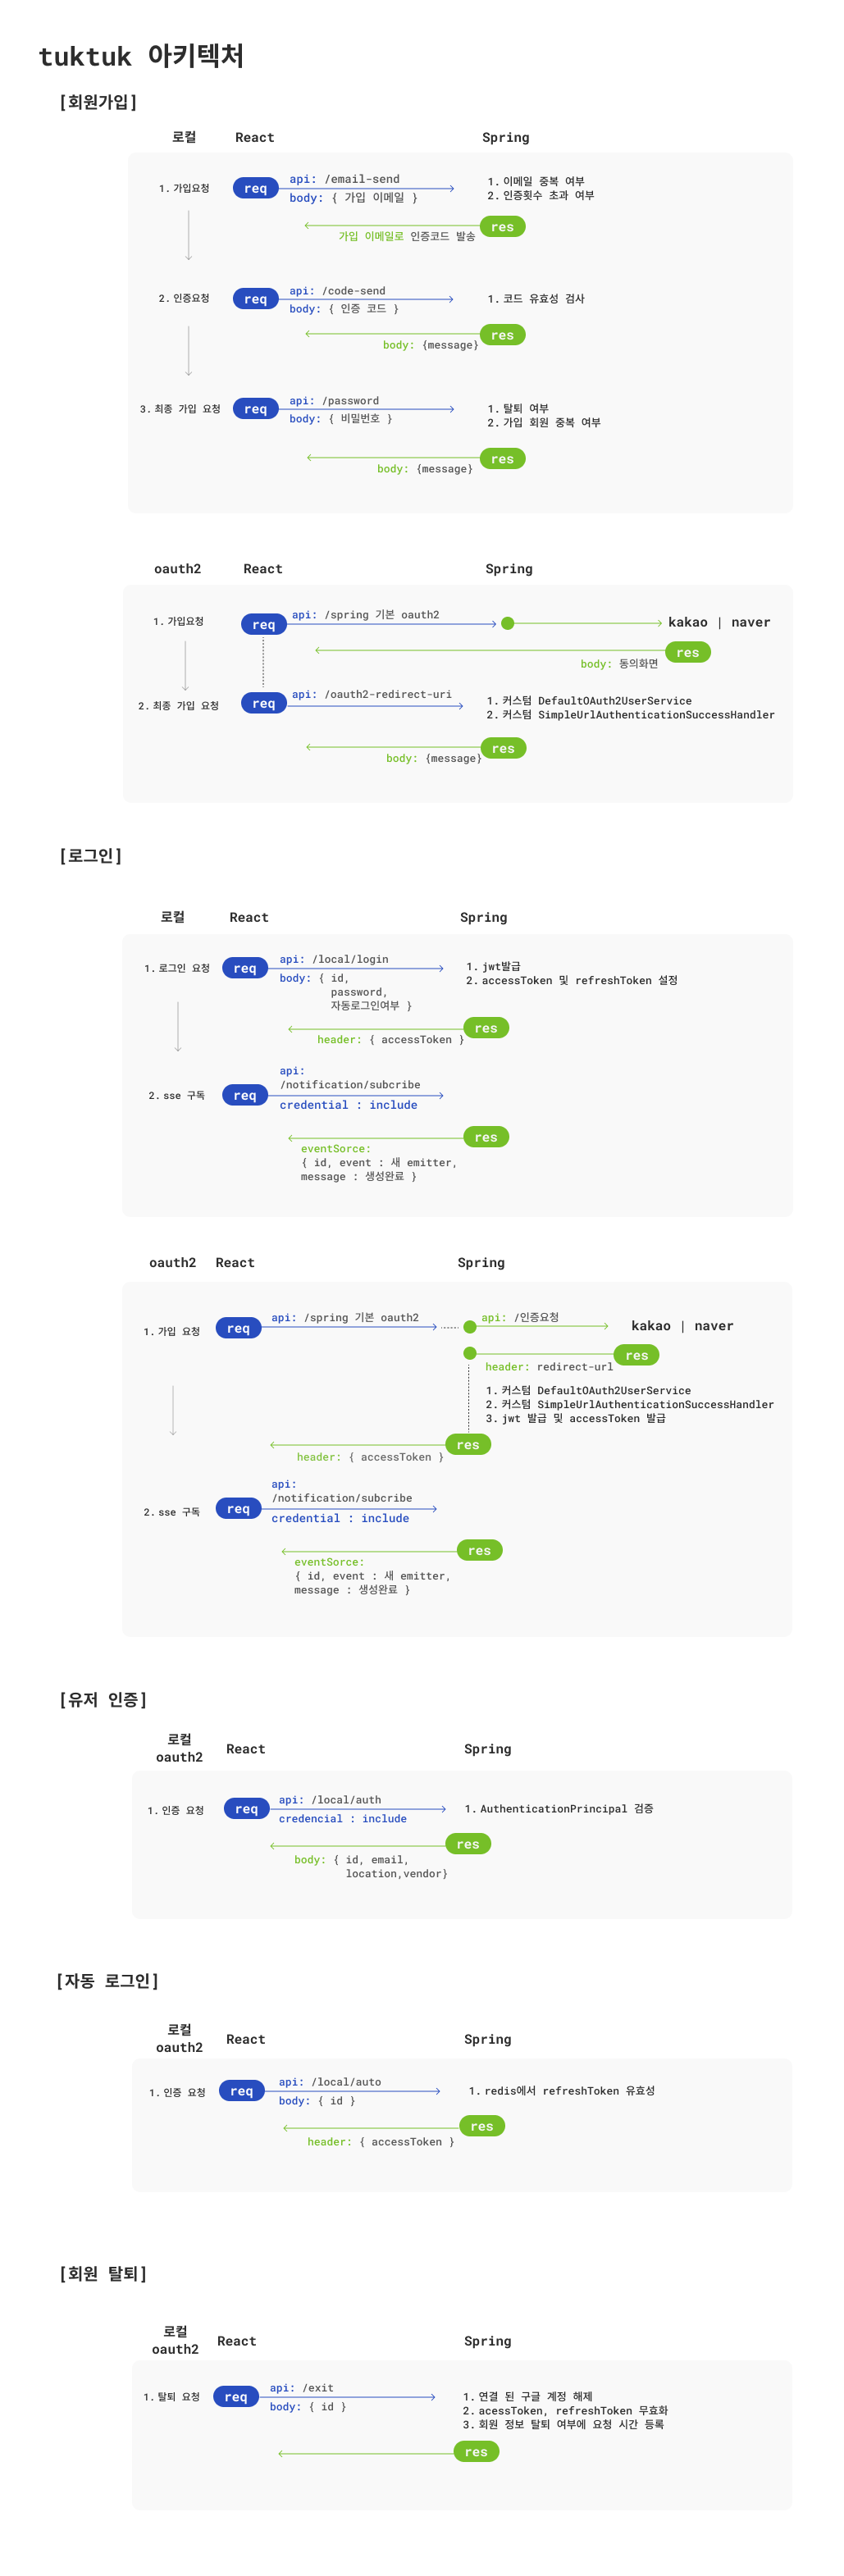 tuktuk 아키텍처
[회원가입]
로컬 React Spring
1. 가입요청 req api: /email-send
body: { 가입 이메일 }
1. 이메일 중복 여부
2. 인증횟수 초과 여부
res
가입 이메일로 인증코드 발송
2. 인증요청 req api: /code-send
body: { 인증 코드 }
1. 코드 유효성 검사
res
body: {message}
3. 최종 가입 요청 req api: /password
body: { 비밀번호 }
1. 탈퇴 여부
2. 가입 회원 중복 여부
res
body: {message}
oauth2 React Spring
1. 가입요청 req api: /spring 기본 oauth2
kakao | naver
res
body: 동의화면
2. 최종 가입 요청 req api: /oauth2-redirect-uri
1. 커스텀 DefaultOAuth2UserService
2. 커스텀 SimpleUrlAuthenticationSuccessHandler
res
body: {message}
[로그인]
로컬 React Spring
1. 로그인 요청 req api: /local/login
body: { id,
password,
자동로그인여부 }
1. jwt발급
2. accessToken 및 refreshToken 설정
res
header: { accessToken }
2. sse 구독 req api:
/notification/subcribe
credential : include
res
eventSorce:
{ id, event : 새 emitter,
message : 생성완료 }
oauth2 React Spring
1. 가입 요청 req api: /spring 기본 oauth2
api: /인증요청
kakao | naver
res
header: redirect-url
1. 커스텀 DefaultOAuth2UserService
2. 커스텀 SimpleUrlAuthenticationSuccessHandler
3. jwt 발급 및 accessToken 발급
res
header: { accessToken }
2. sse 구독 req api:
/notification/subcribe
credential : include
res
eventSorce:
{ id, event : 새 emitter,
message : 생성완료 }
[유저 인증]
로컬
oauth2 React Spring
1. 인증 요청 req api: /local/auth
credencial : include
1. AuthenticationPrincipal 검증
res
body: { id, email,
location,vendor}
[자동 로그인]
로컬
oauth2 React Spring
1. 인증 요청 req api: /local/auto
body: { id }
1. redis에서 refreshToken 유효성
res
header: { accessToken }
[회원 탈퇴]
로컬
oauth2 React Spring
1. 탈퇴 요청 req api: /exit
body: { id }
1. 연결 된 구글 계정 해제
2. acessToken, refreshToken 무효화
3. 회원 정보 탈퇴 여부에 요청 시간 등록
res